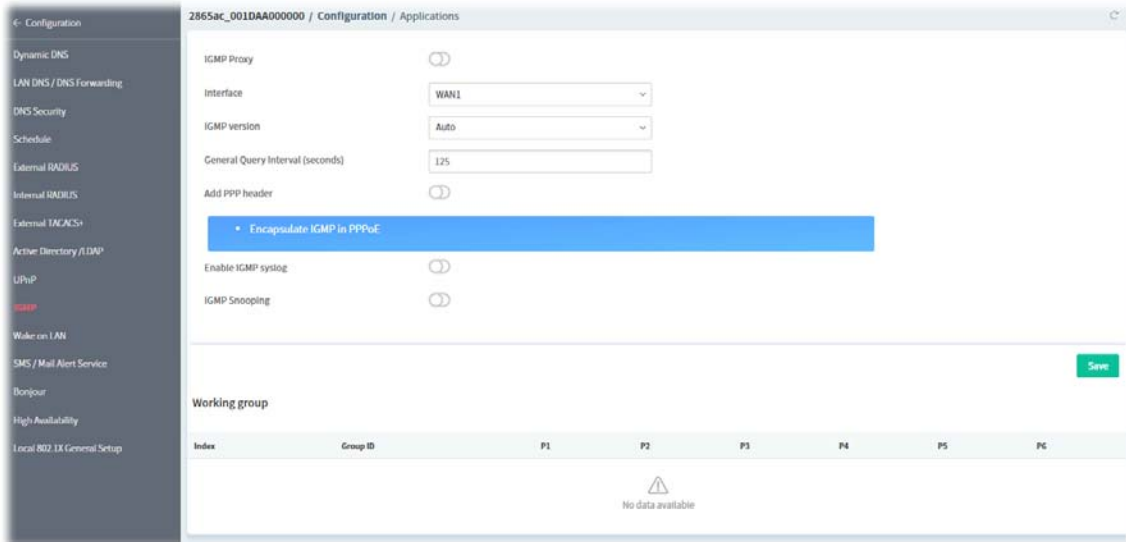 ← Configuration
2865ac_001DAA000000 / Configuration / Applications
Dynamic DNS
LAN DNS / DNS Forwarding
DNS Security
Schedule
External RADIUS
Internal RADIUS
External TACACS+
Active Directory /LDAP
UPnP
IGMP
Wake on LAN
SMS / Mail Alert Service
Bonjour
High Availability
Local 802.1X General Setup
IGMP Proxy
Interface WAN1
IGMP version Auto
General Query Interval (seconds) 125
Add PPP header
• Encapsulate IGMP in PPPoE
Enable IGMP syslog
IGMP Snooping
Save
Working group
Index Group ID P1 P2 P3 P4 P5 P6
No data available